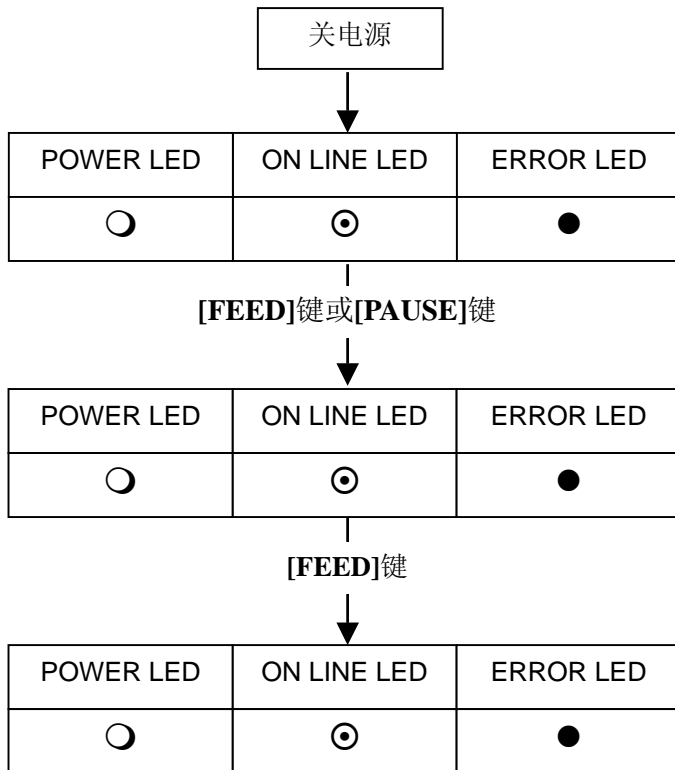 关电源
POWER LED ON LINE LED ERROR LED
❍ ⊙ ●
[FEED]键或[PAUSE]键
POWER LED ON LINE LED ERROR LED
❍ ⊙ ●
[FEED]键
POWER LED ON LINE LED ERROR LED
❍ ⊙ ●